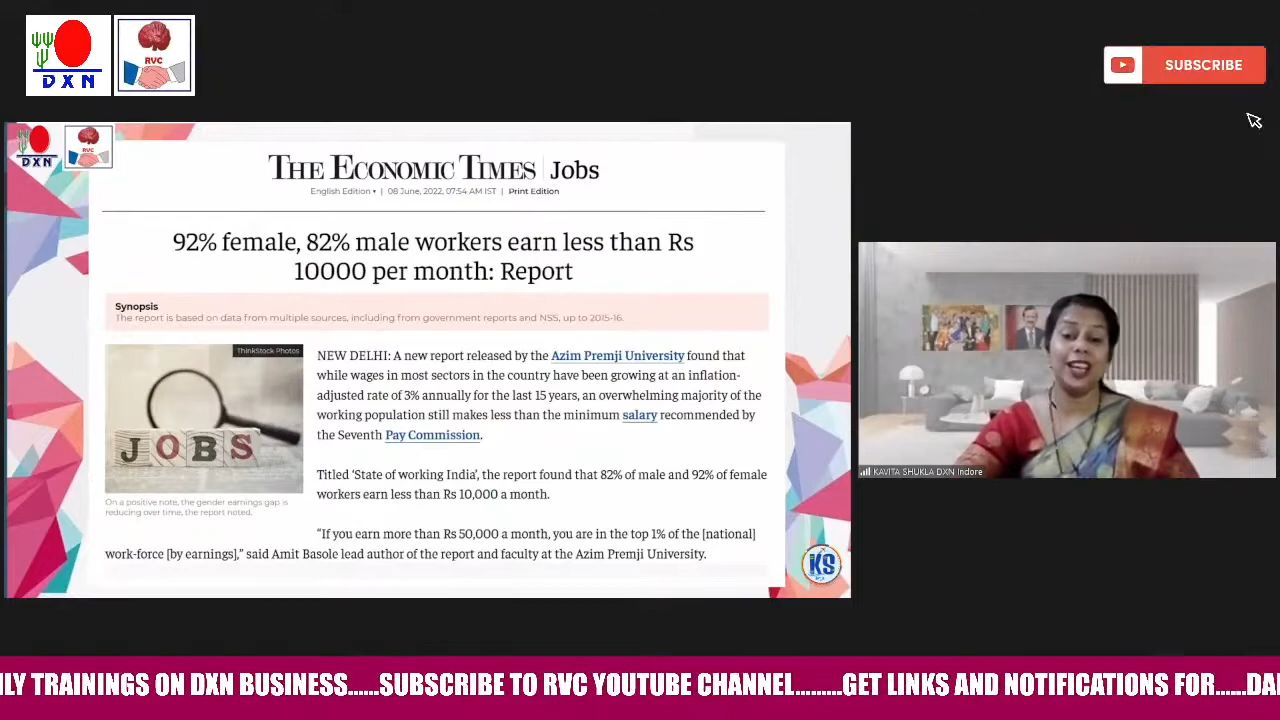 DXN
RVC
SUBSCRIBE
DXN
THE ECONOMIC TIMES | Jobs
English Edition ▾ | 08 June, 2022, 07:54 AM IST | Print Edition
92% female, 82% male workers earn less than Rs
10000 per month: Report
Synopsis
The report is based on data from multiple sources, including from government reports and NSS, up to 2015-16.
ThinkStock Photos
JOBS
On a positive note, the gender earnings gap is
reducing over time, the report noted.
NEW DELHI: A new report released by the Azim Premji University found that
while wages in most sectors in the country have been growing at an inflation-
adjusted rate of 3% annually for the last 15 years, an overwhelming majority of the
working population still makes less than the minimum salary recommended by
the Seventh Pay Commission.
Titled ‘State of working India’, the report found that 82% of male and 92% of female
workers earn less than Rs 10,000 a month.
“If you earn more than Rs 50,000 a month, you are in the top 1% of the [national]
work-force [by earnings],” said Amit Basole lead author of the report and faculty at the Azim Premji University.
KS
KAVITA SHUKLA DXN Indore
ILY TRAININGS ON DXN BUSINESS......SUBSCRIBE TO RVC YOUTUBE CHANNEL.........GET LINKS AND NOTIFICATIONS FOR......DAI